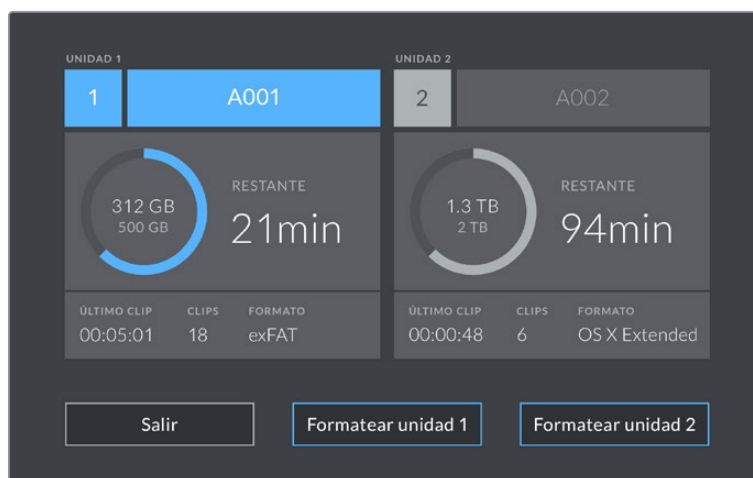 UNIDAD 1
1
A001
312 GB
500 GB
RESTANTE
21min
ÚLTIMO CLIP CLIPS FORMATO
00:05:01 18 exFAT
UNIDAD 2
2
A002
1.3 TB
2 TB
RESTANTE
94min
ÚLTIMO CLIP CLIPS FORMATO
00:00:48 6 OS X Extended
Salir
Formatear unidad 1
Formatear unidad 2